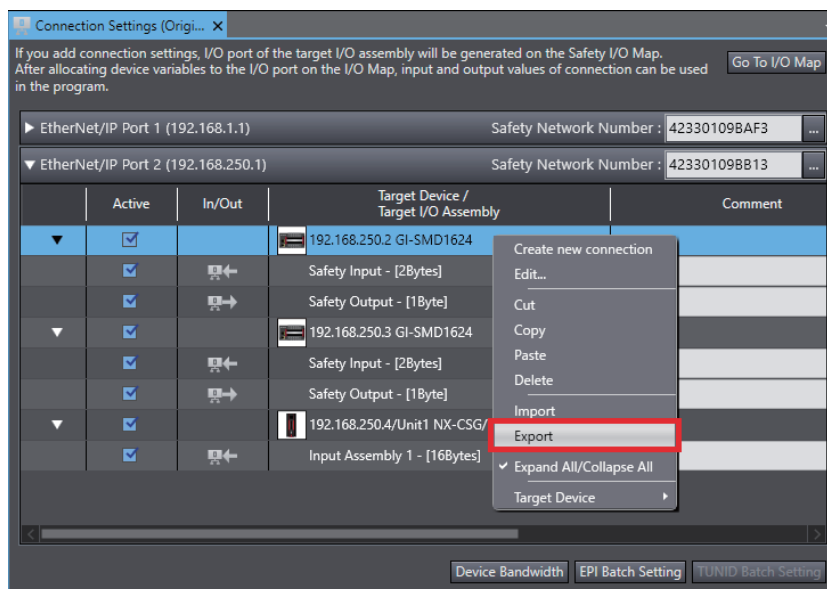 Connection Settings (Origi... X
If you add connection settings, I/O port of the target I/O assembly will be generated on the Safety I/O Map.
After allocating device variables to the I/O port on the I/O Map, input and output values of connection can be used
in the program.
Go To I/O Map
EtherNet/IP Port 1 (192.168.1.1) Safety Network Number : 42330109BAF3 ...
EtherNet/IP Port 2 (192.168.250.1) Safety Network Number : 42330109BB13 ...
Active In/Out Target Device / Comment
Target I/O Assembly
192.168.250.2 GI-SMD1624
Safety Input - [2Bytes]
Safety Output - [1Byte]
192.168.250.3 GI-SMD1624
Safety Input - [2Bytes]
Safety Output - [1Byte]
192.168.250.4/Unit1 NX-CSG/
Input Assembly 1 - [16Bytes]
Create new connection
Edit...
Cut
Copy
Paste
Delete
Import
Export
Expand All/Collapse All
Target Device
Device Bandwidth EPI Batch Setting TUNID Batch Setting